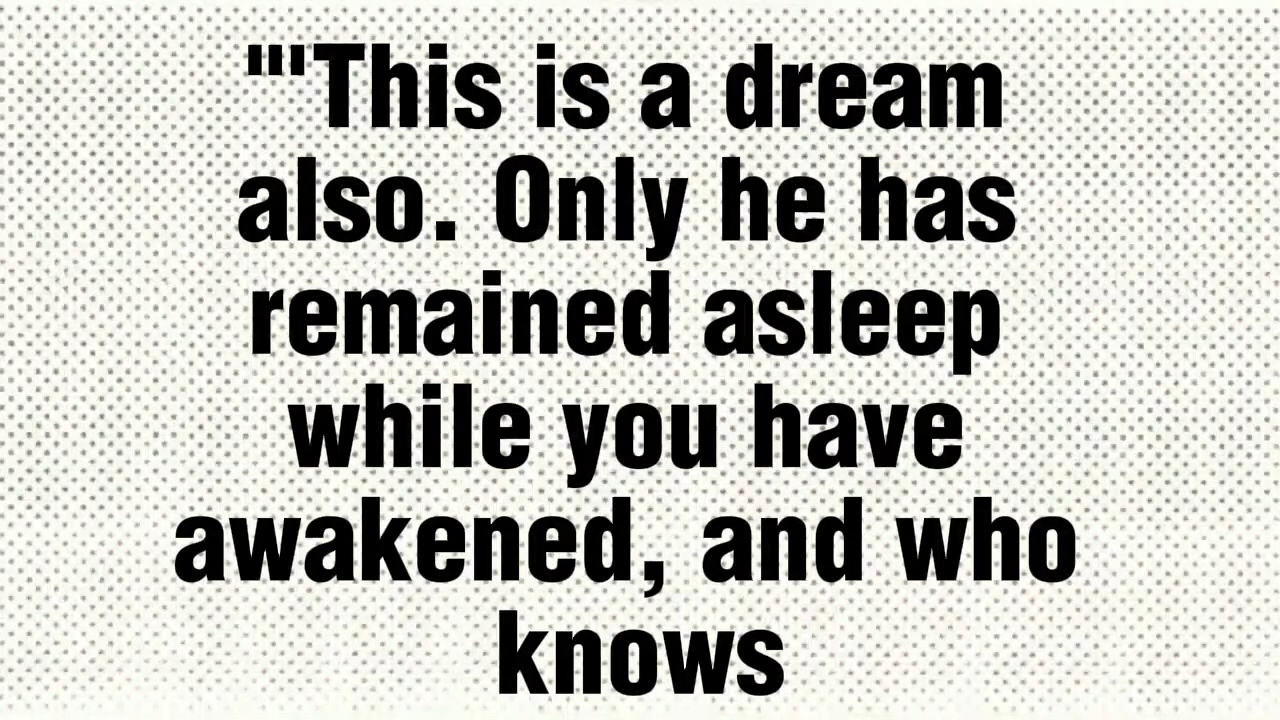 "'This is a dream
also. Only he has
remained asleep
while you have
awakened, and who
knows